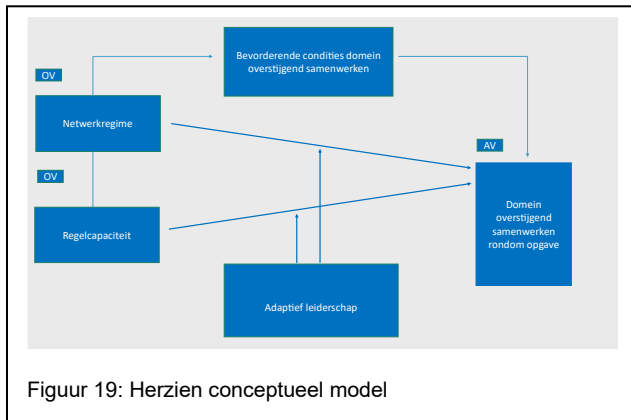 Bevorderende condities domein
overstijgend samenwerken
OV
Netwerkregime
AV
OV
Domein
overstijgend
samenwerken
rondom opgave
Regelcapaciteit
Adaptief leiderschap
Figuur 19: Herzien conceptueel model